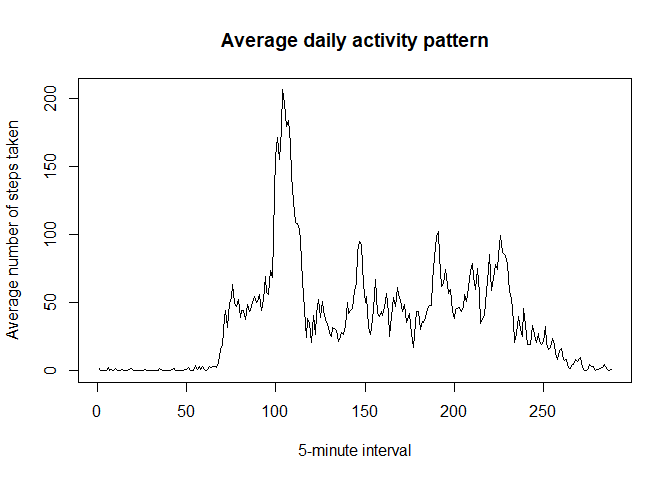 Average daily activity pattern
Average number of steps taken
200
150
100
50
0
0 50 100 150 200 250
5-minute interval